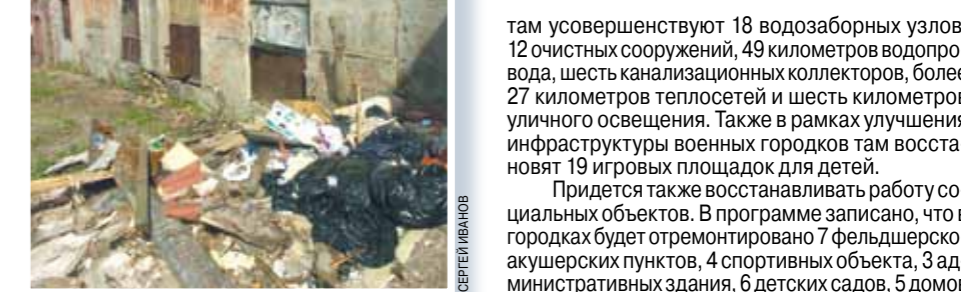 СЕРГЕЙ ИВАНОВ
там усовершенствуют 18 водозаборных узлов
12 очистных сооружений, 49 километров водопро
вода, шесть канализационных коллекторов, более
27 километров теплосетей и шесть километров
уличного освещения. Также в рамках улучшения
инфраструктуры военных городков там восста
новят 19 игровых площадок для детей.
Придется также восстанавливать работу со
циальных объектов. В программе записано, что в
городках будет отремонтировано 7 фельдшерско
акушерских пунктов, 4 спортивных объекта, 3 ад
министративных здания, 6 детских садов, 5 домов